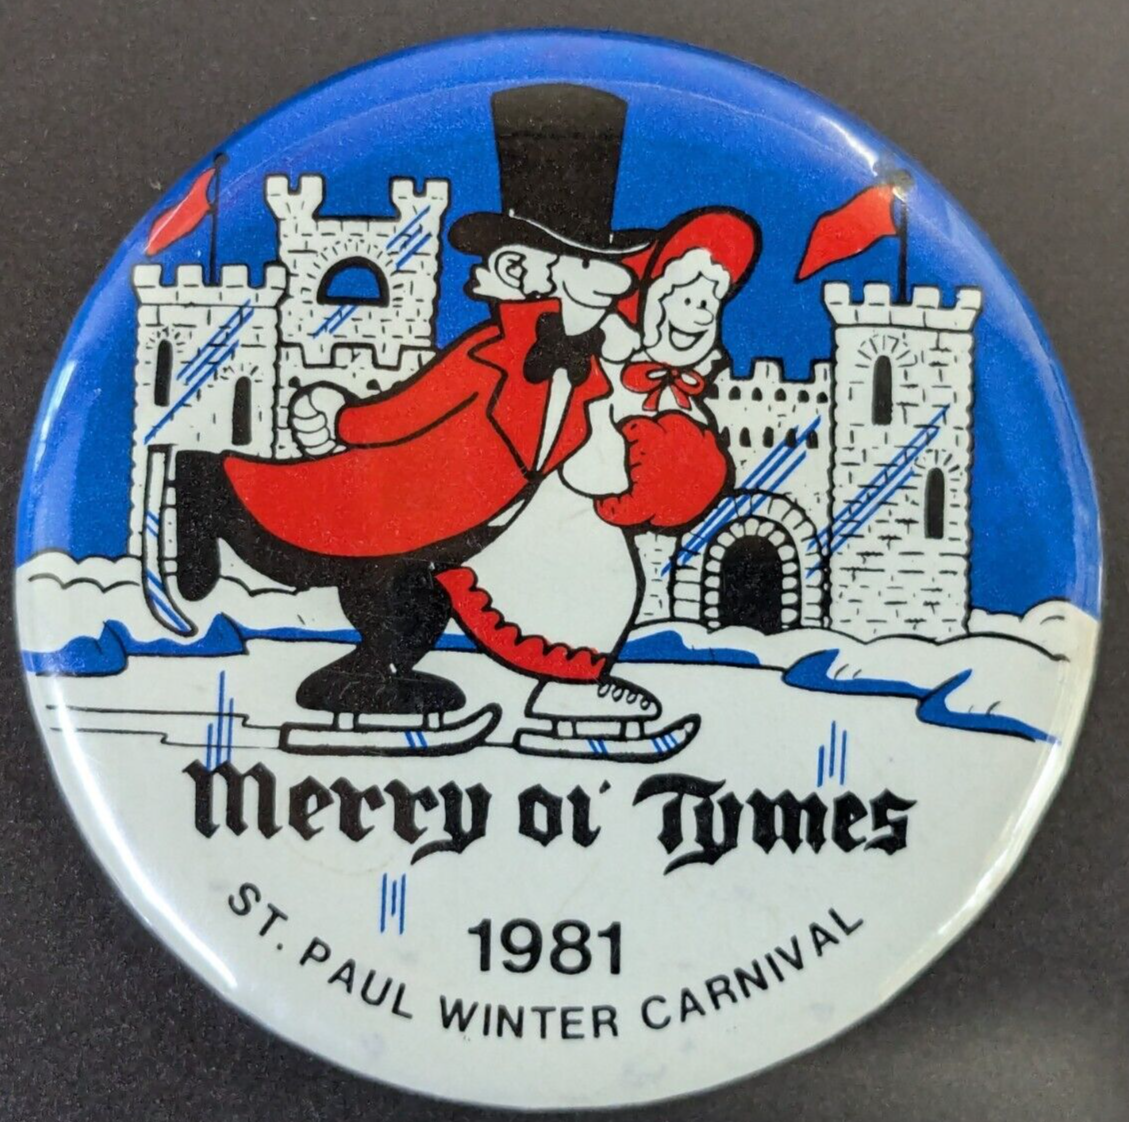 Merry ol' Tymes
1981
ST. PAUL WINTER CARNIVAL